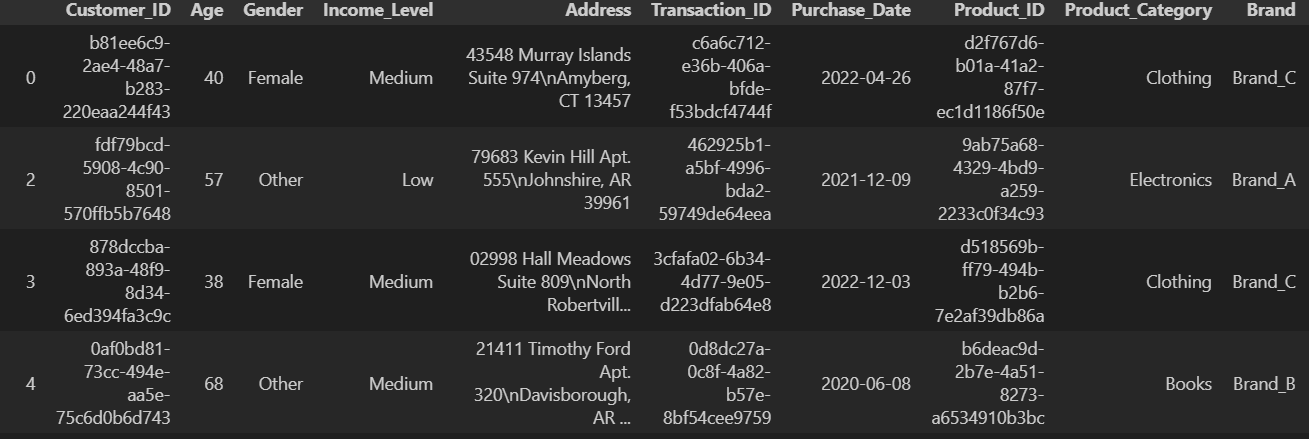 Customer_ID Age Gender Income_Level Address Transaction_ID Purchase_Date Product_ID Product_Category Brand
b81ee6c9- c6a6c712- d2f767d6-
2ae4-48a7- 43548 Murray Islands e36b-406a- b01a-41a2-
0 40 Female Medium Suite 974\nAmyberg, 2022-04-26 Clothing Brand_C
b283- CT 13457 bfde- 87f7-
220eaa244f43 f53bdcf4744f ec1d1186f50e
fdf79bcd- 462925b1- 9ab75a68-
5908-4c90- 79683 Kevin Hill Apt. a5bf-4996- 4329-4bd9-
2 57 Other Low 555\nJohnshire, AR 2021-12-09 Electronics Brand_A
8501- 39961 bda2- a259-
570ffb5b7648 59749de64eea 2233c0f34c93
878dccba- d518569b-
893a-48f9- 02998 Hall Meadows 3cfafa02-6b34- ff79-494b-
3 38 Female Medium Suite 809\nNorth 4d77-9e05- 2022-12-03 Clothing Brand_C
8d34- Robertvill... d223dfab64e8 b2b6-
6ed394fa3c9c 7e2af39db86a
0af0bd81- 21411 Timothy Ford 0d8dc27a- b6deac9d-
73cc-494e- Apt. 0c8f-4a82- 2b7e-4a51-
4 68 Other Medium 2020-06-08 Books Brand_B
aa5e- 320\nDavisborough, b57e- 8273-
75c6d0b6d743 AR ... 8bf54cee9759 a6534910b3bc